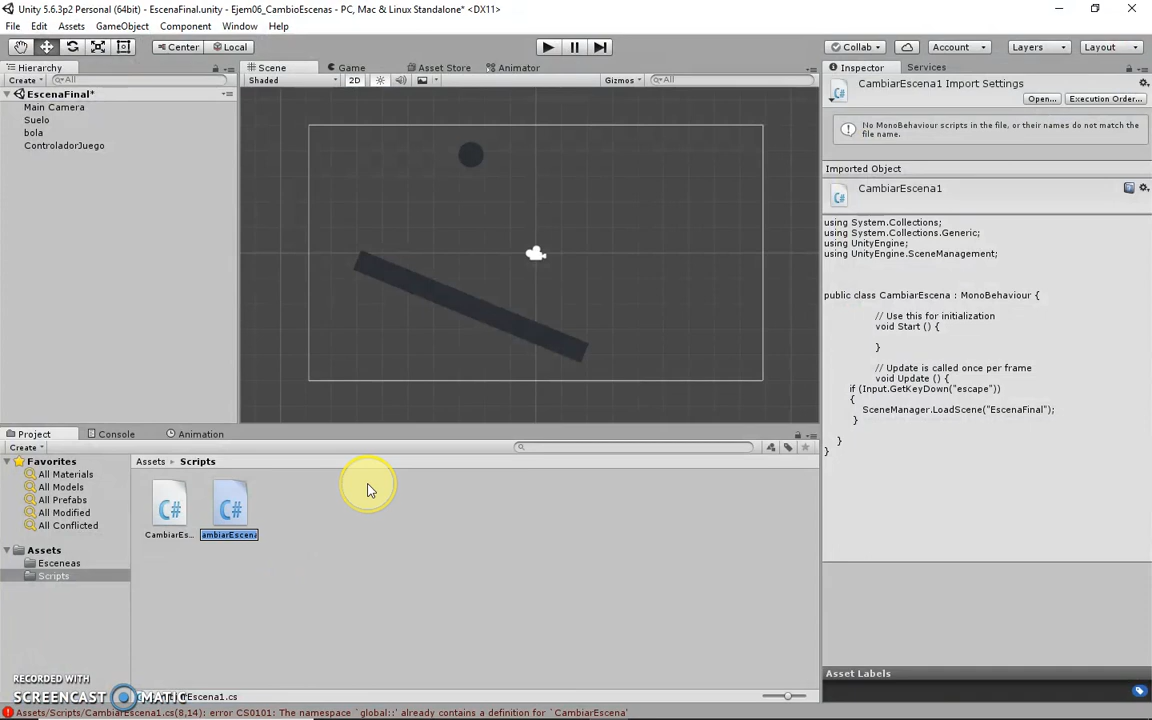 Unity 5.6.3p2 Personal (64bit) - EscenaFinal.unity - Ejem06_CambioEscenas - PC, Mac & Linux Standalone* <DX11>
File Edit Assets GameObject Component Window Help
Center Local Collab Account Layers Layout
Hierarchy Scene Game Asset Store Animator Inspector Services
Create All Shaded 2D Gizmos All
EscenaFinal*
Main Camera
Suelo
bola
ControladorJuego
CambiarEscena1 Import Settings
Open... Execution Order...
No MonoBehaviour scripts in the file, or their names do not match the
file name.
Imported Object
CambiarEscena1
using System.Collections;
using System.Collections.Generic;
using UnityEngine;
using UnityEngine.SceneManagement;
public class CambiarEscena : MonoBehaviour {
// Use this for initialization
void Start () {
}
// Update is called once per frame
void Update () {
if (Input.GetKeyDown("escape"))
{
SceneManager.LoadScene("EscenaFinal");
}
}
}
Project Console Animation
Create
Favorites
All Materials
All Models
All Prefabs
All Modified
All Conflicted
Assets
Esceneas
Scripts
Assets Scripts
C# C#
CambiarEs... ambiarEscena
Escena1.cs
Asset Labels
RECORDED WITH
SCREENCAST MATIC
Assets/Scripts/CambiarEscena1.cs(8,14): error CS0101: The namespace `global::' already contains a definition for `CambiarEscena'